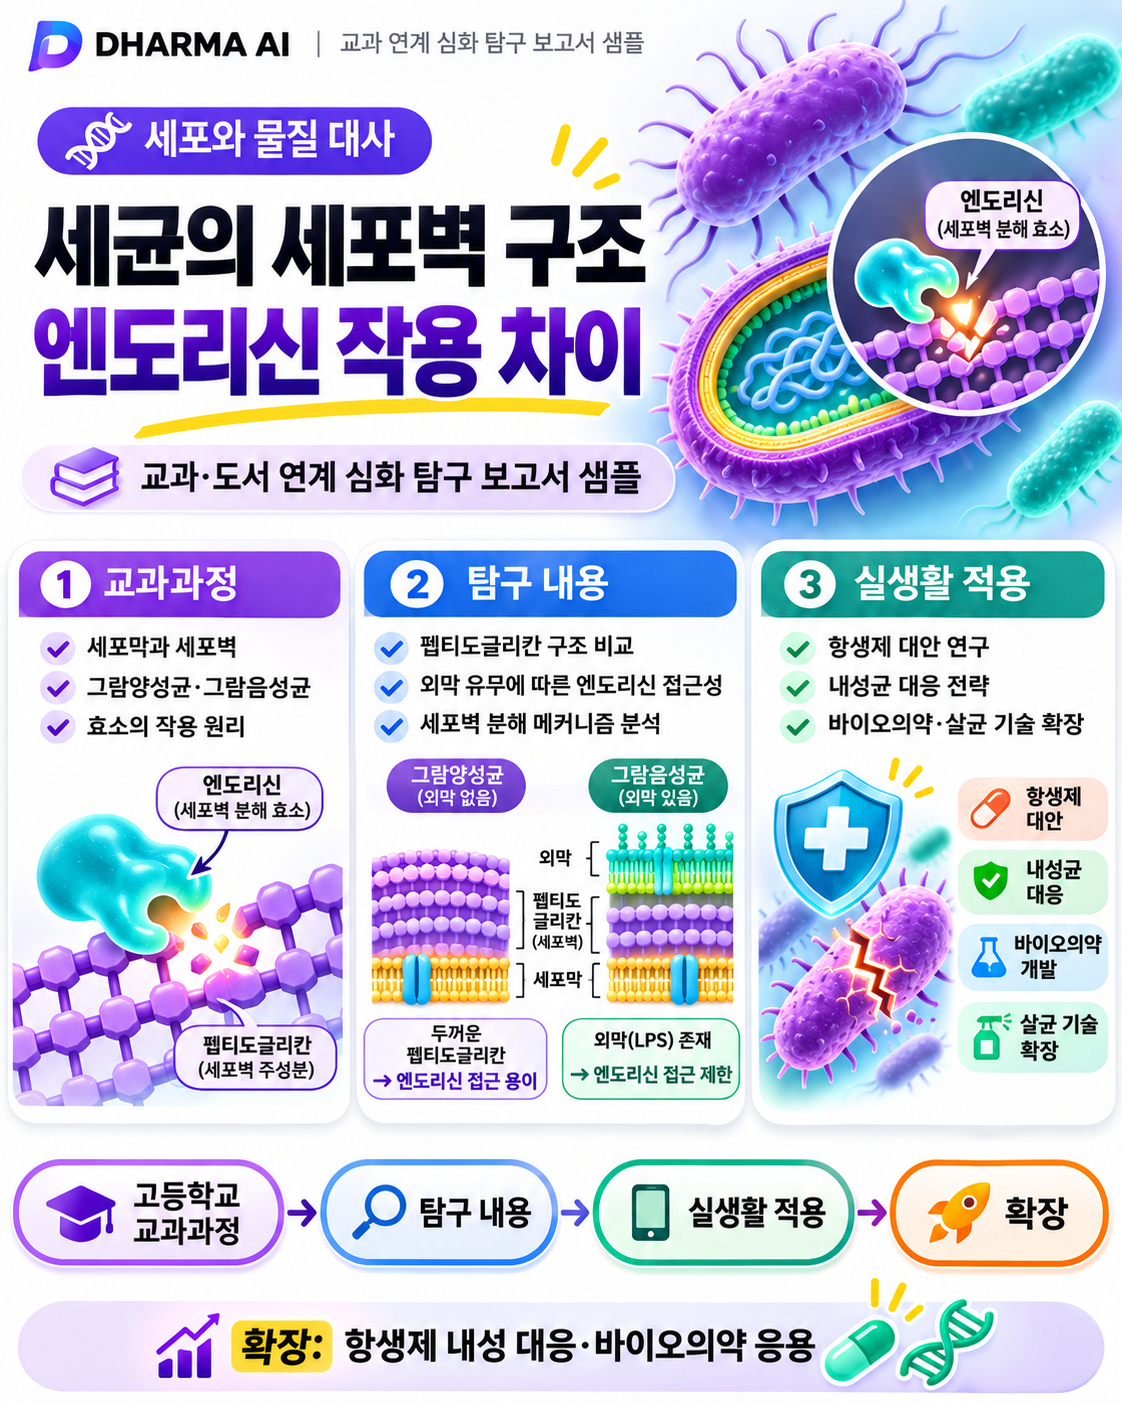 DHARMA AI | 교과 연계 심화 탐구 보고서 샘플
세포와 물질 대사
세균의 세포벽 구조
엔도리신 작용 차이
교과·도서 연계 심화 탐구 보고서 샘플
엔도리신
(세포벽 분해 효소)
1 교과과정
세포막과 세포벽
그람양성균·그람음성균
효소의 작용 원리
엔도리신
(세포벽 분해 효소)
펩티도글리칸
(세포벽 주성분)
2 탐구 내용
펩티도글리칸 구조 비교
외막 유무에 따른 엔도리신 접근성
세포벽 분해 메커니즘 분석
그람양성균
(외막 없음)
그람음성균
(외막 있음)
외막
펩티도
글리칸
(세포벽)
세포막
두꺼운
펩티도글리칸
→ 엔도리신 접근 용이
외막(LPS) 존재
→ 엔도리신 접근 제한
3 실생활 적용
항생제 대안 연구
내성균 대응 전략
바이오의약·살균 기술 확장
항생제
대안
내성균
대응
바이오의약
개발
살균 기술
확장
고등학교
교과과정
탐구 내용
실생활 적용
확장
확장: 항생제 내성 대응·바이오의약 응용